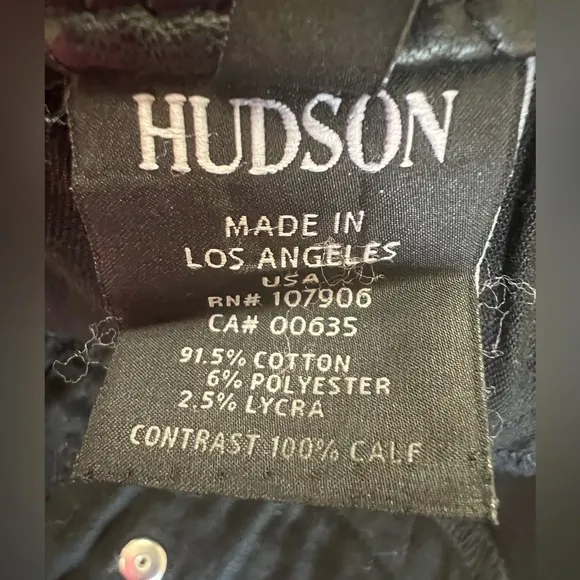 HUDSON
MADE IN
LOS ANGELES
USA
RN# 107906
CA# 00635
91.5% COTTON
6% POLYESTER
2.5% LYCRA
CONTRAST 100% CALF